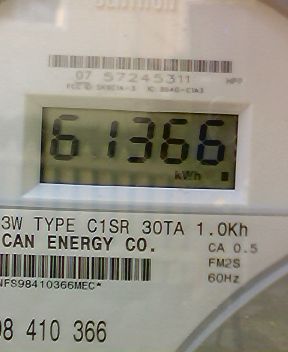 07 57245311
61366
kWh
3W TYPE C1SR 30TA 1.0Kh
CAN ENERGY CO.
CA 0.5
FM2S
60Hz
NFS98410366MEC*
98 410 366